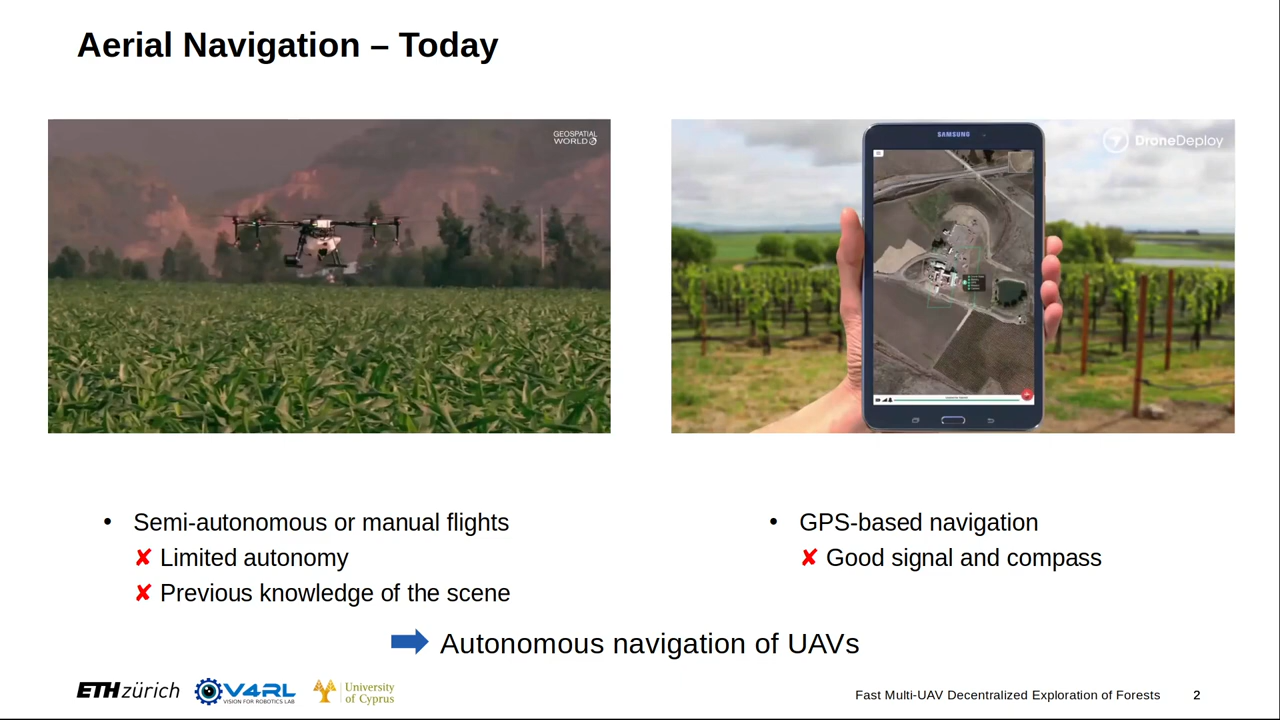 Aerial Navigation – Today
GEOSPATIAL
WORLD
SAMSUNG
DroneDeploy
• Semi-autonomous or manual flights
✘ Limited autonomy
✘ Previous knowledge of the scene
• GPS-based navigation
✘ Good signal and compass
Autonomous navigation of UAVs
ETH zürich
V4RL
VISION FOR ROBOTICS LAB
University
of Cyprus
Fast Multi-UAV Decentralized Exploration of Forests
2